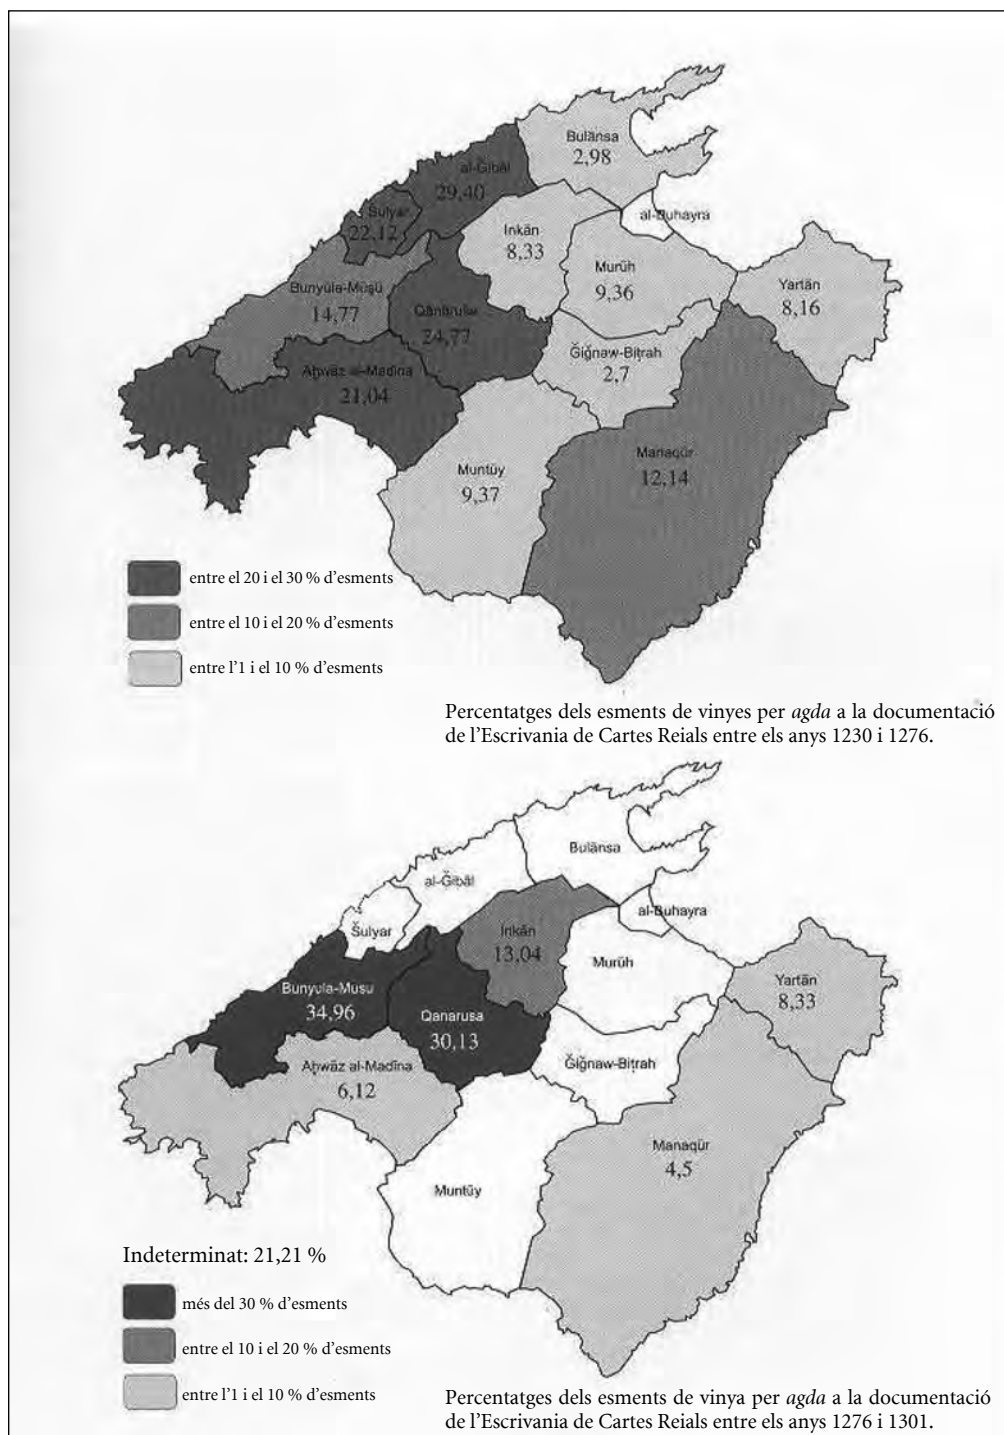 Bulānsa
2,98
al-Ğibāl
29,40
Šulyar
22,12
al-Buhayra
Inkān
8,33
Murūh
9,36
Yartān
8,16
Bunyūla-Mūsū
14,77
Qānāruša
24,77
Ğiğnaw-Biṭrah
2,7
Aḥwāz al-Madīna
21,04
Manaqūr
12,14
Muntūy
9,37
entre el 20 i el 30 % d’esments
entre el 10 i el 20 % d’esments
entre l’1 i el 10 % d’esments
Percentatges dels esments de vinyes per agda a la documentació
de l’Escrivania de Cartes Reials entre els anys 1230 i 1276.
Bulānsa
al-Ğibāl
al-Buhayra
Šulyar
Inkān
13,04
Murūh
Yartān
8,33
Bunyula-Musu
34,96
Qanarusa
30,13
Ğiğnaw-Biṭrah
Aḥwāz al-Madīna
6,12
Manaqūr
4,5
Muntūy
Indeterminat: 21,21 %
més del 30 % d’esments
entre el 10 i el 20 % d’esments
entre l’1 i el 10 % d’esments
Percentatges dels esments de vinya per agda a la documentació
de l’Escrivania de Cartes Reials entre els anys 1276 i 1301.